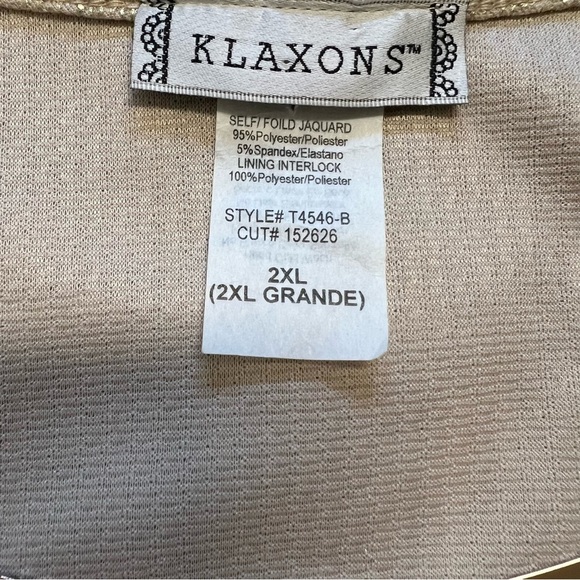 KLAXONS™
SELF/ FOILD JAQUARD
95%Polyester/Poliester
5%Spandex/Elastano
LINING INTERLOCK
100%Polyester/Poliester
STYLE# T4546-B
CUT# 152626
2XL
(2XL GRANDE)